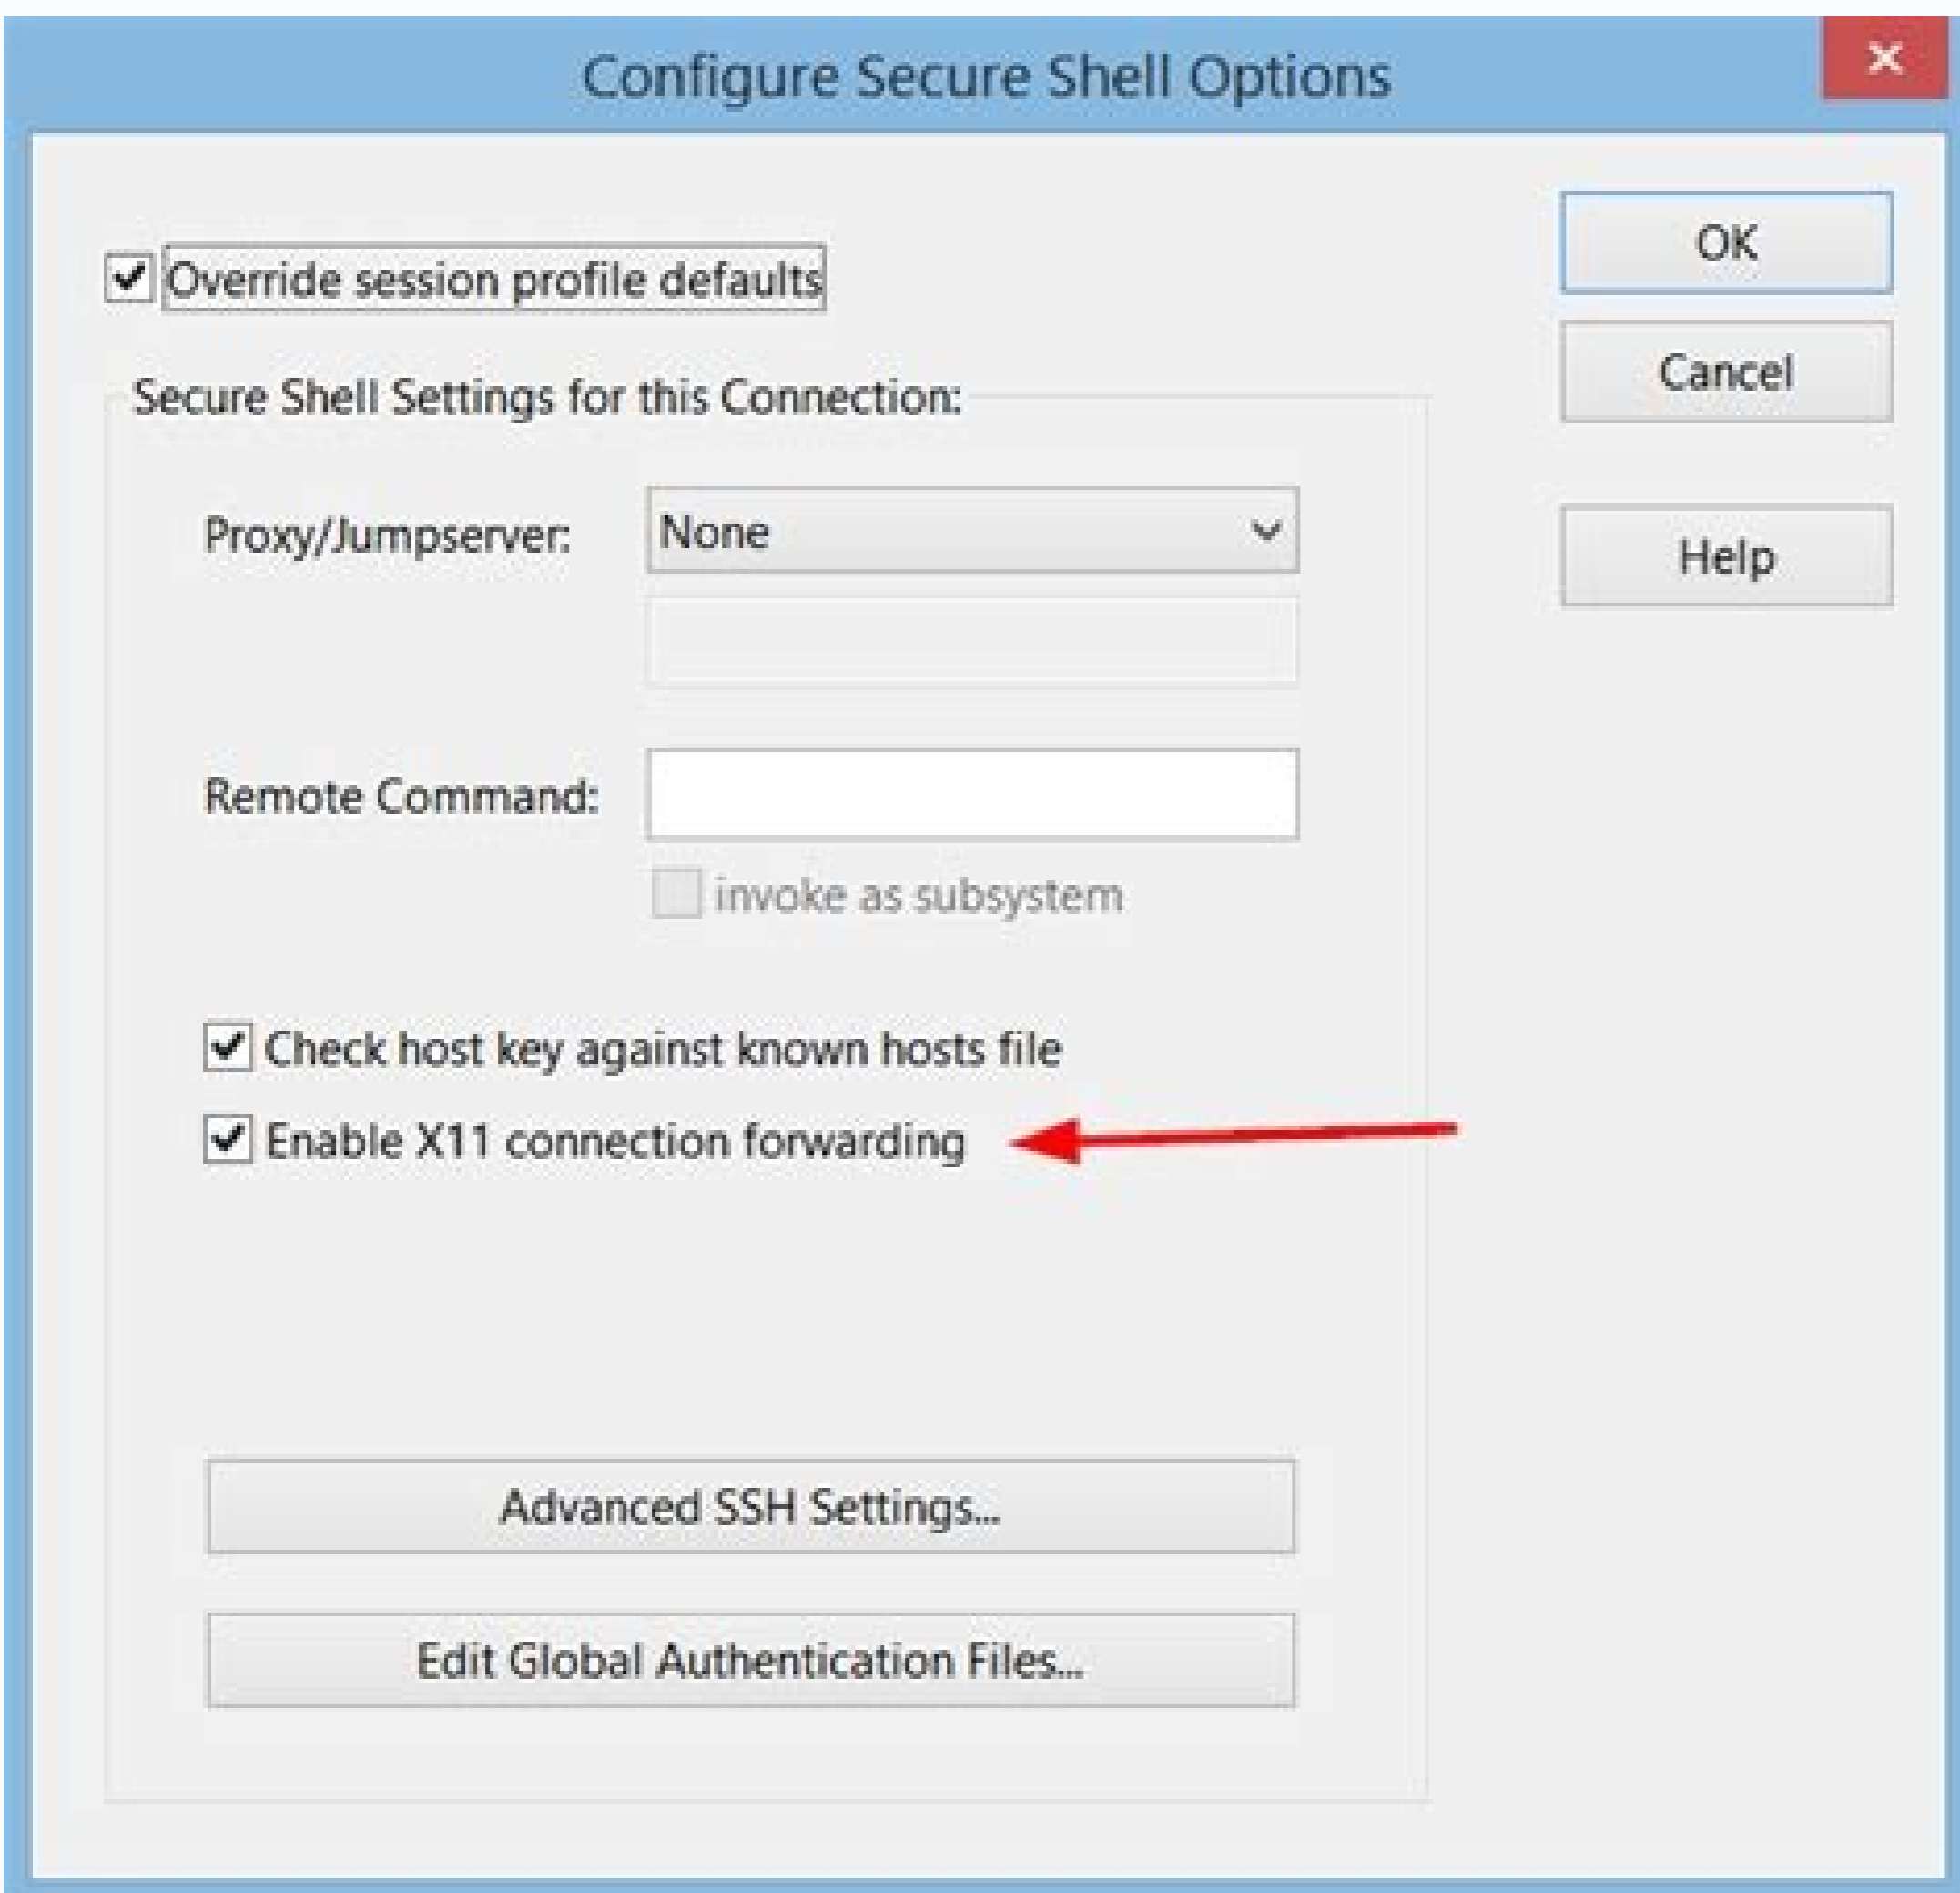 Configure Secure Shell Options
Override session profile defaults
OK
Cancel
Help
Secure Shell Settings for this Connection:
Proxy/Jumpserver:
None
Remote Command:
invoke as subsystem
Check host key against known hosts file
Enable X11 connection forwarding
Advanced SSH Settings...
Edit Global Authentication Files...